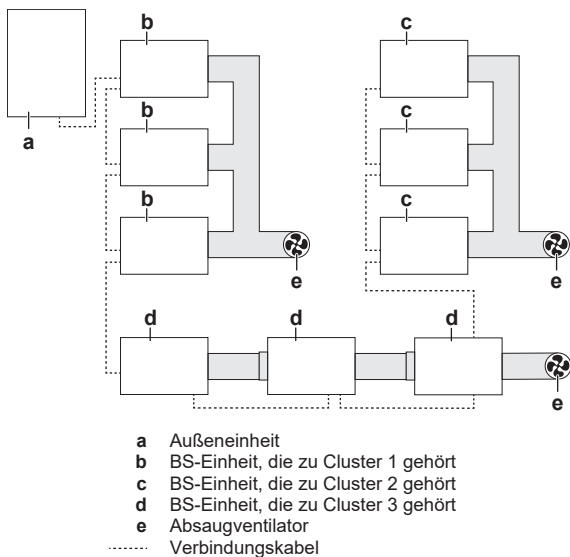 b
c
a
b
c
b
c
e
e
d
d
d
e
a Außeneinheit
b BS-Einheit, die zu Cluster 1 gehört
c BS-Einheit, die zu Cluster 2 gehört
d BS-Einheit, die zu Cluster 3 gehört
e Absaugventilator
Verbindungskabel